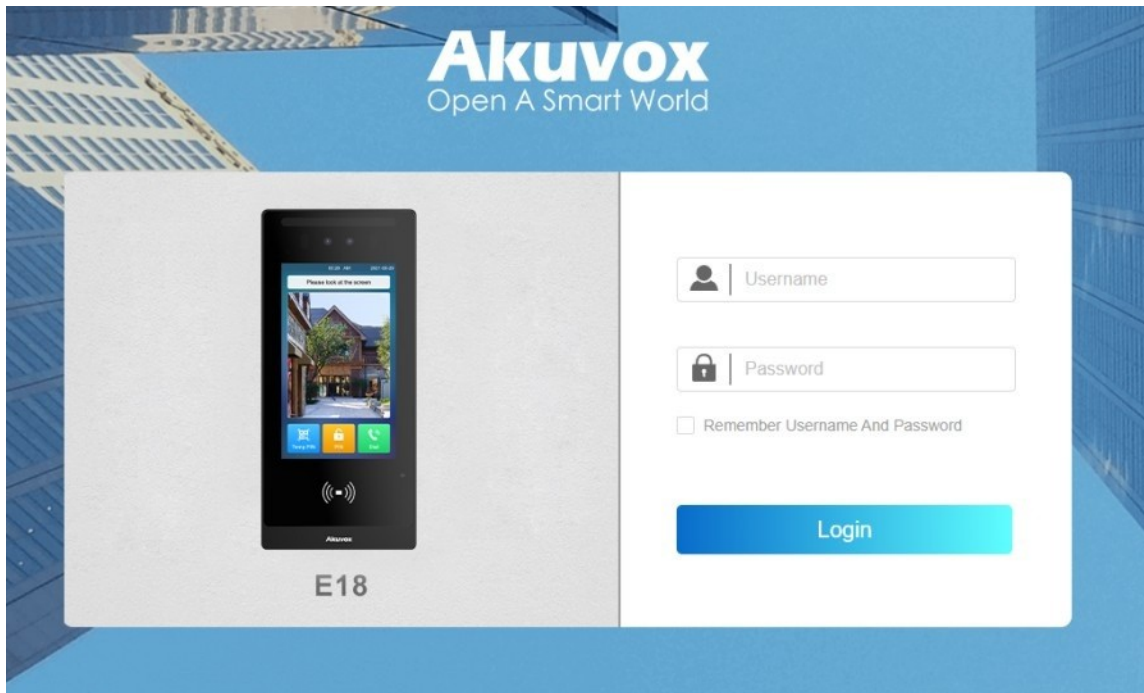 Akuvox
Open A Smart World
Please look at the screen
Akuvox
E18
Username
Password
Remember Username And Password
Login